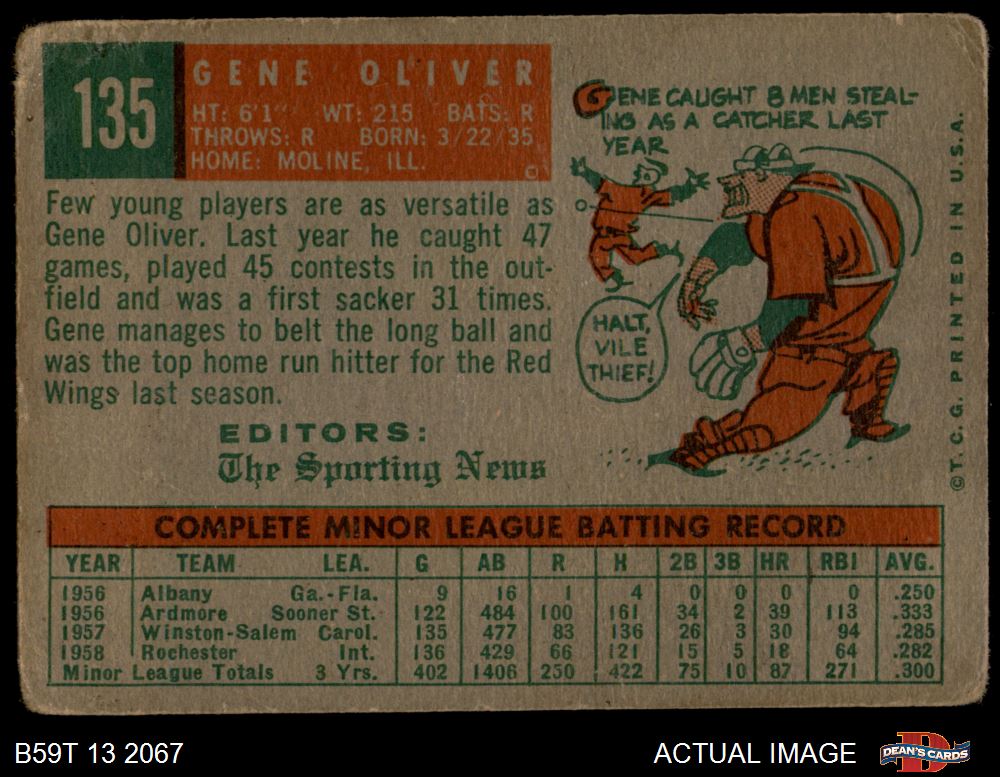 135
GENE OLIVER
HT: 6'1" WT: 215 BATS: R
THROWS: R BORN: 3/22/35
HOME: MOLINE, ILL.
Few young players are as versatile as
Gene Oliver. Last year he caught 47
games, played 45 contests in the out-
field and was a first sacker 31 times.
Gene manages to belt the long ball and
was the top home run hitter for the Red
Wings last season.
EDITORS:
The Sporting News
GENE CAUGHT 8 MEN STEAL-
ING AS A CATCHER LAST
YEAR
HALT,
VILE
THIEF!
©T.C.G. PRINTED IN U.S.A.
COMPLETE MINOR LEAGUE BATTING RECORD
YEAR TEAM LEA. G AB R H 2B 3B HR RBI AVG.
1956 Albany Ga.-Fla. 9 16 1 4 0 0 0 0 .250
1956 Ardmore Sooner St. 122 484 100 161 34 2 39 113 .333
1957 Winston-Salem Carol. 135 477 83 136 26 3 30 94 .285
1958 Rochester Int. 136 429 66 121 15 5 18 64 .282
Minor League Totals 3 Yrs. 402 1406 250 422 75 10 87 271 .300
B59T 13 2067
ACTUAL IMAGE
DEAN'S CARDS